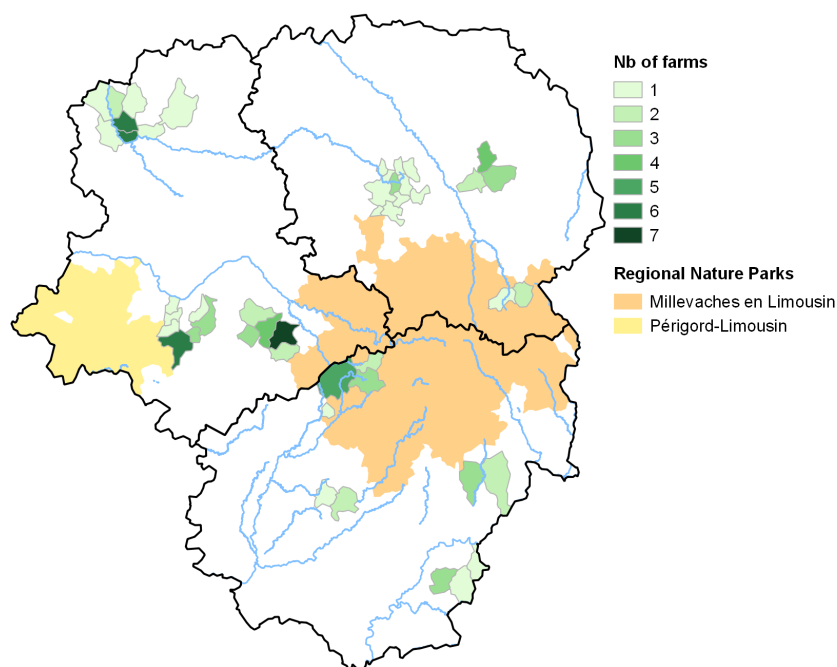 Nb of farms
1
2
3
4
5
6
7
Regional Nature Parks
Millevaches en Limousin
Périgord-Limousin